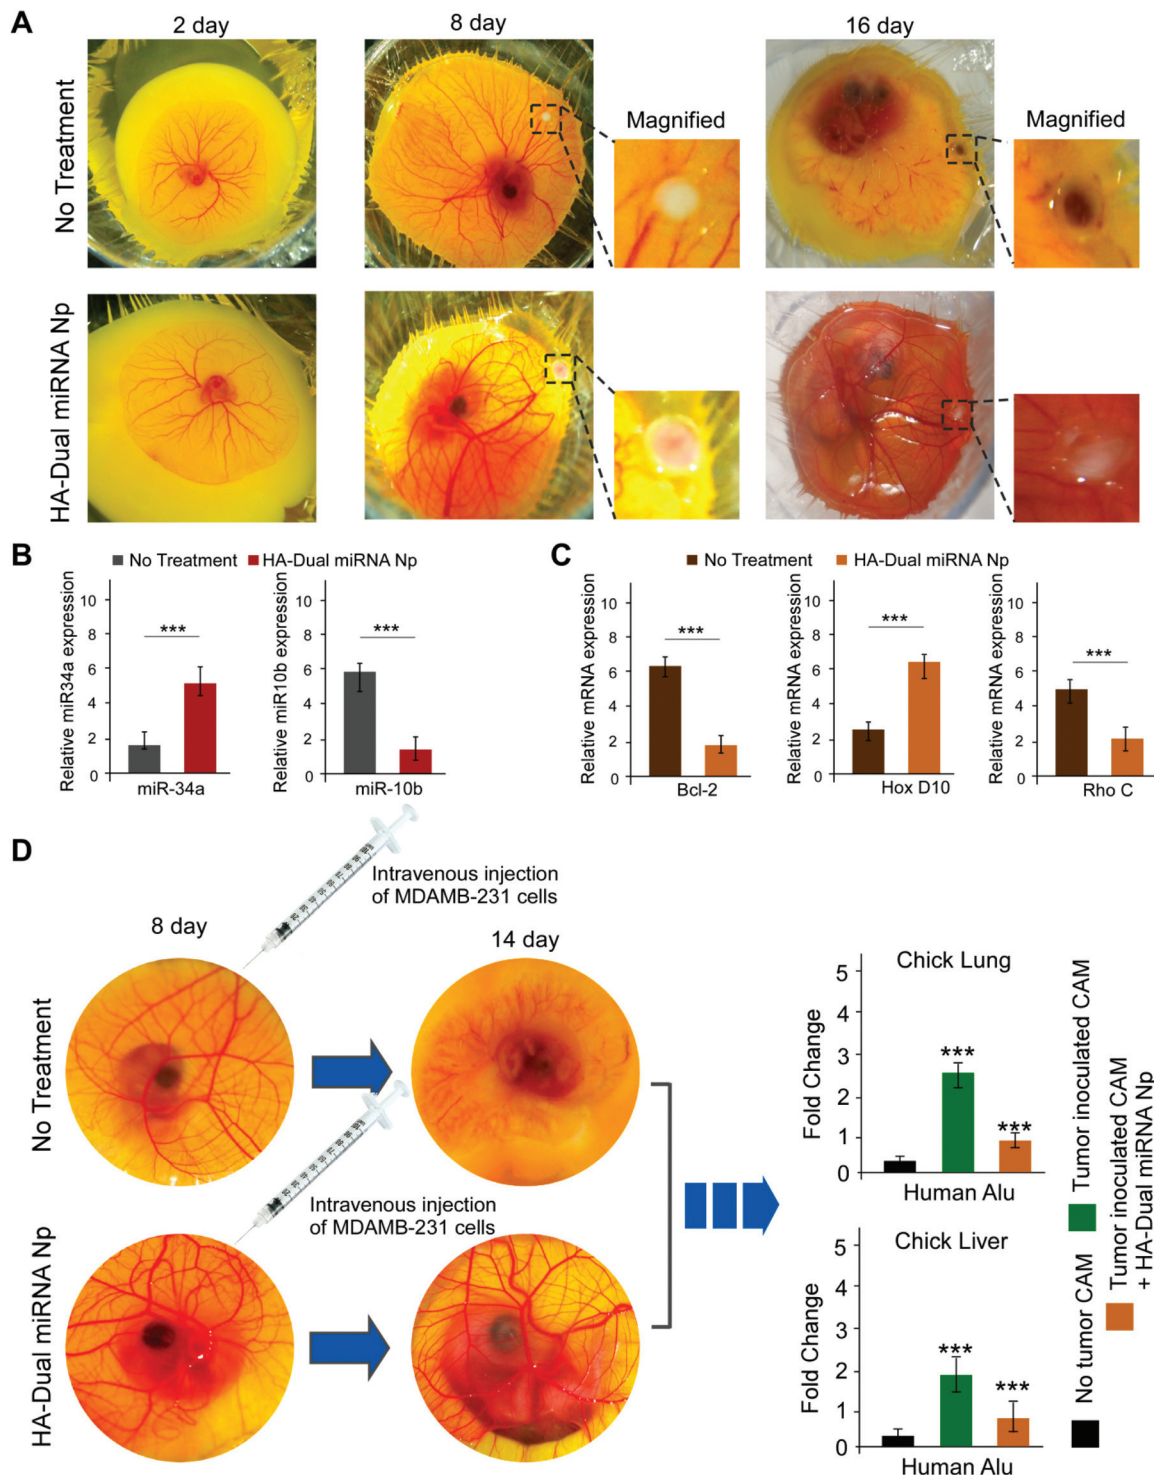 A
2 day
8 day
16 day
No Treatment
Magnified
Magnified
HA-Dual miRNA Np
B
No Treatment
HA-Dual miRNA Np
Relative miR34a expression
10
8
6
4
2
0
***
miR-34a
Relative miR10b expression
10
8
6
4
2
0
***
miR-10b
C
No Treatment
HA-Dual miRNA Np
Relative mRNA expression
10
8
6
4
2
0
***
Bcl-2
Relative mRNA expression
10
8
6
4
2
0
***
Hox D10
Relative mRNA expression
10
8
6
4
2
0
***
Rho C
D
Intravenous injection
of MDAMB-231 cells
8 day
14 day
No Treatment
Intravenous injection
of MDAMB-231 cells
HA-Dual miRNA Np
Chick Lung
Fold Change
5
4
3
2
1
0
***
***
Human Alu
Chick Liver
Fold Change
5
4
3
2
1
0
***
***
Human Alu
No tumor CAM
Tumor inoculated CAM
Tumor inoculated CAM
+ HA-Dual miRNA Np